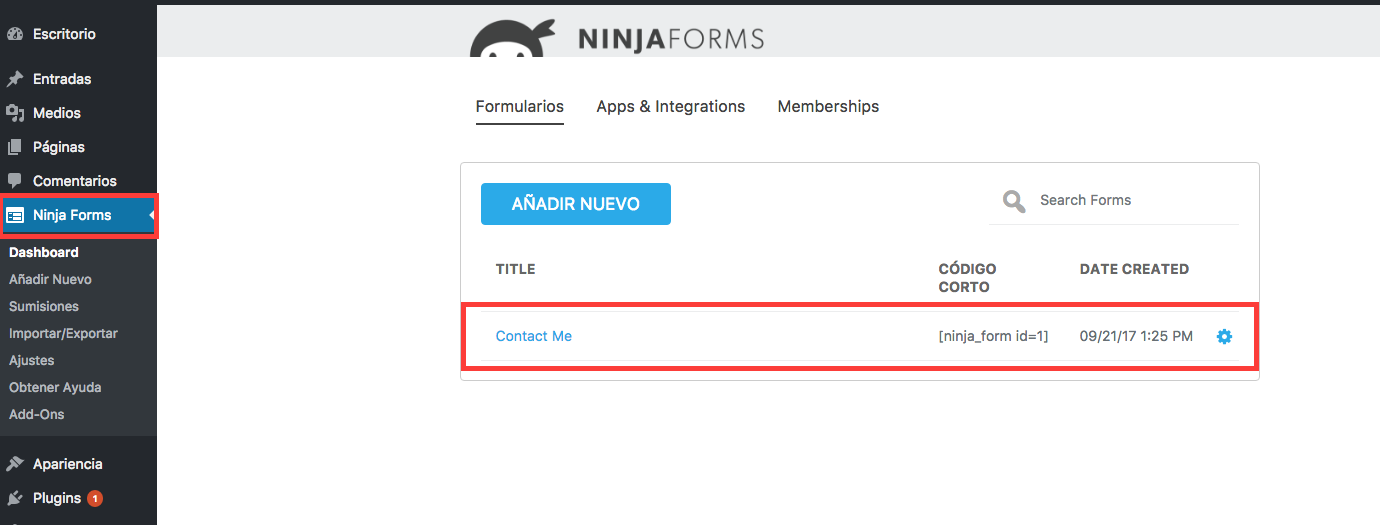 Escritorio
Entradas
Medios
Páginas
Comentarios
Ninja Forms
Dashboard
Añadir Nuevo
Sumisiones
Importar/Exportar
Ajustes
Obtener Ayuda
Add-Ons
Apariencia
Plugins 1
NINJAFORMS
Formularios Apps & Integrations Memberships
AÑADIR NUEVO Search Forms
TITLE CÓDIGO CORTO DATE CREATED
Contact Me [ninja_form id=1] 09/21/17 1:25 PM